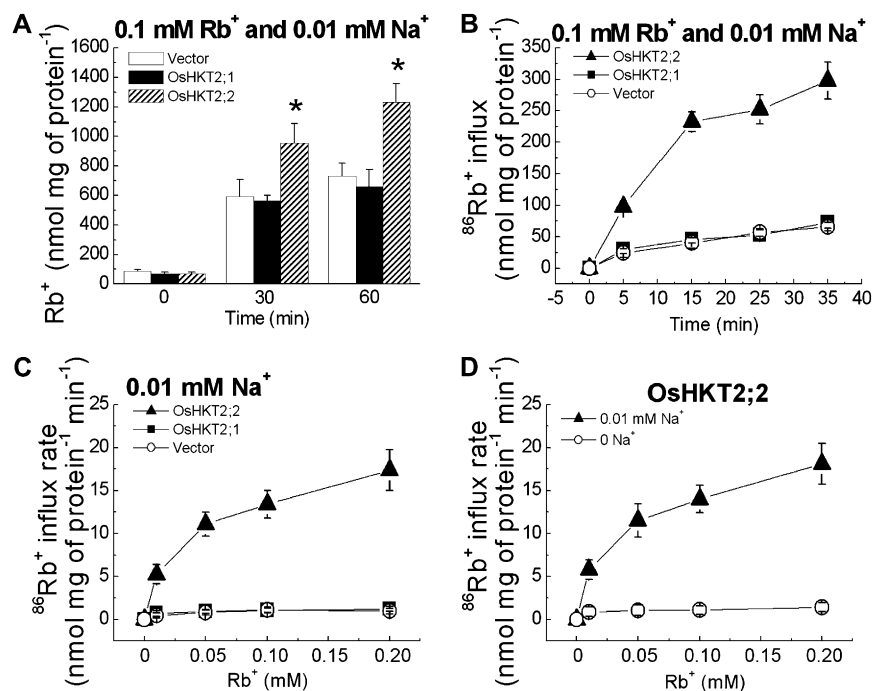 A
0.1 mM Rb⁺ and 0.01 mM Na⁺
Rb⁺ (nmol mg of protein⁻¹)
1600
1400
1200
1000
800
600
400
200
0
Vector
OsHKT2;1
OsHKT2;2
*
*
0 30 60
Time (min)
B
0.1 mM Rb⁺ and 0.01 mM Na⁺
⁸⁶Rb⁺ influx
(nmol mg of protein⁻¹)
350
300
250
200
150
100
50
0
OsHKT2;2
OsHKT2;1
Vector
-5 0 5 10 15 20 25 30 35 40
Time (min)
C
0.01 mM Na⁺
⁸⁶Rb⁺ influx rate
(nmol mg of protein⁻¹ min⁻¹)
25
20
15
10
5
0
OsHKT2;2
OsHKT2;1
Vector
0 0.05 0.10 0.15 0.20
Rb⁺ (mM)
D
OsHKT2;2
⁸⁶Rb⁺ influx rate
(nmol mg of protein⁻¹ min⁻¹)
25
20
15
10
5
0
0.01 mM Na⁺
0 Na⁺
0 0.05 0.10 0.15 0.20
Rb⁺ (mM)